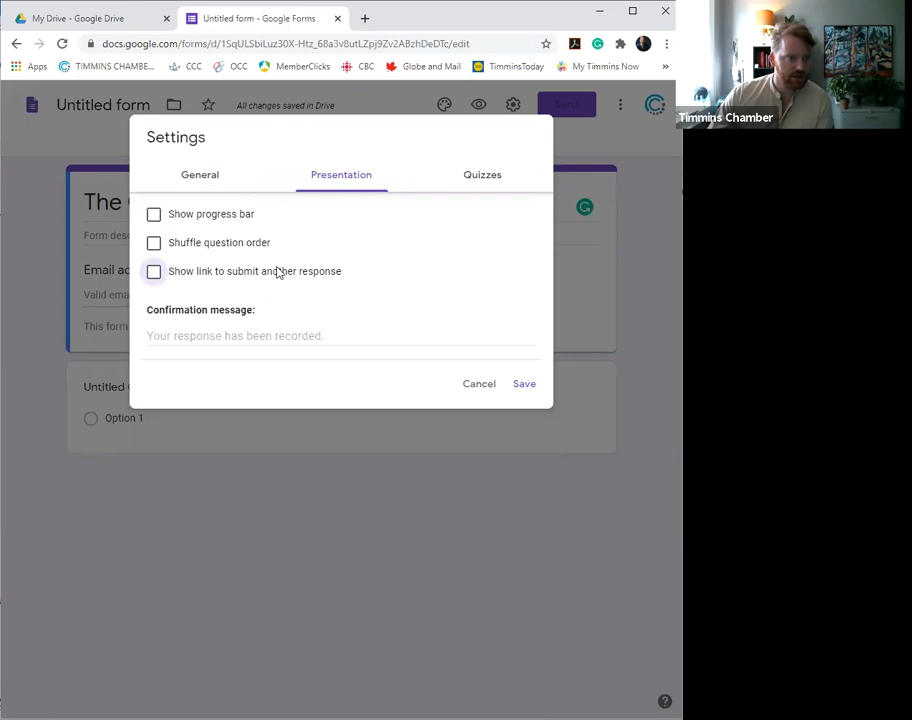 My Drive - Google Drive
Untitled form - Google Forms
docs.google.com/forms/d/1SqULSbiLuz30X-Htz_68a3v8utLZpj9Zv2ABzhDeDTc/edit
Apps
TIMMINS CHAMBE...
CCC
OCC
MemberClicks
CBC
Globe and Mail
TimminsToday
My Timmins Now
»
Timmins Chamber
Untitled form
All changes saved in Drive
Send
Settings
General
Presentation
Quizzes
The
Form desc
Email ad
Valid ema
This form
Show progress bar
Shuffle question order
Show link to submit another response
Confirmation message:
Your response has been recorded.
Cancel
Save
Untitled
Option 1